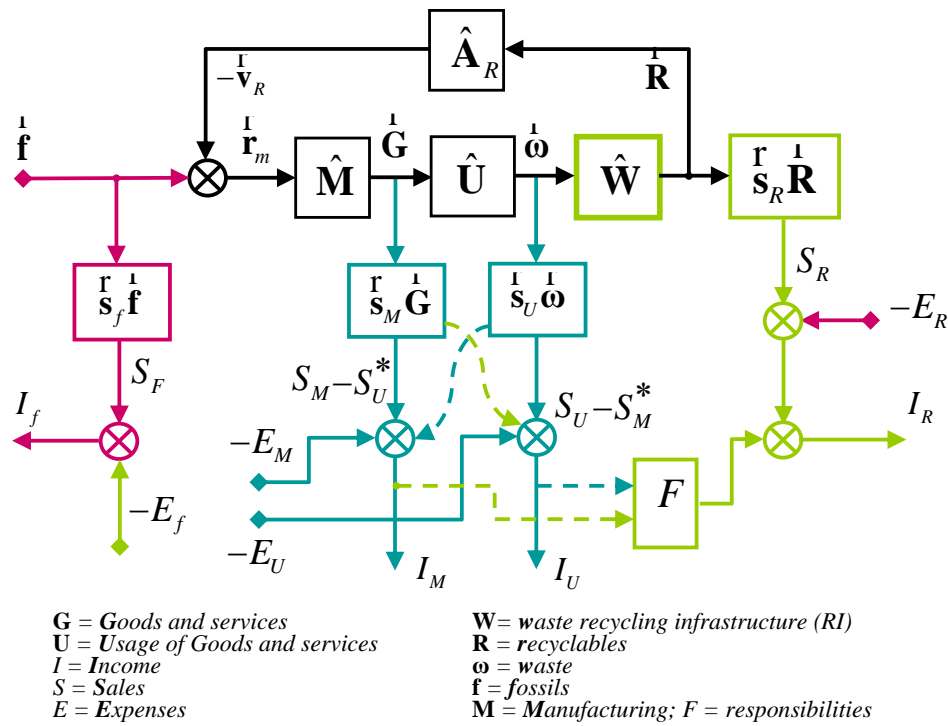 Â_R
−v_R
R
f
r_m
G
ω
M̂
Û
Ŵ
s_R R
s_f f
s_M G
s_U ω
S_R
−E_R
S_F
S_M−S_U*
S_U−S_M*
I_f
−E_M
I_R
F
−E_f
−E_U
I_M
I_U
G = Goods and services
U = Usage of Goods and services
I = Income
S = Sales
E = Expenses
W= waste recycling infrastructure (RI)
R = recyclables
ω = waste
f = fossils
M = Manufacturing; F = responsibilities